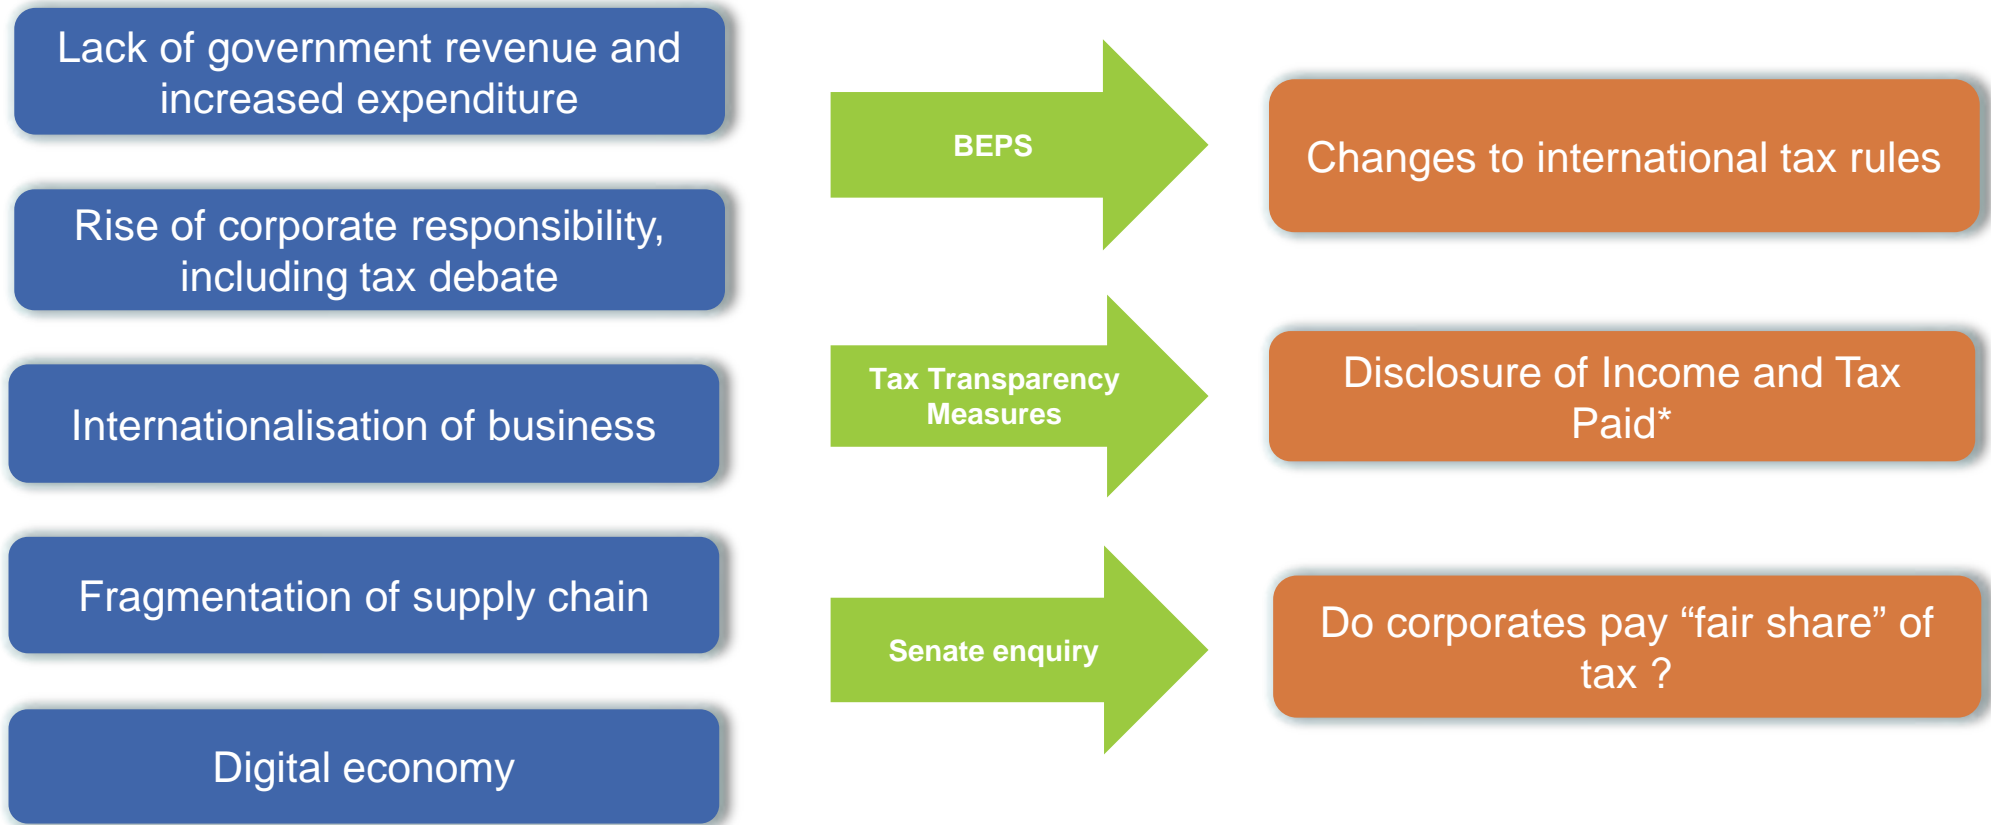 Lack of government revenue and
increased expenditure
Rise of corporate responsibility,
including tax debate
Internationalisation of business
Fragmentation of supply chain
Digital economy
BEPS
Tax Transparency
Measures
Senate enquiry
Changes to international tax rules
Disclosure of Income and Tax
Paid*
Do corporates pay “fair share” of
tax ?